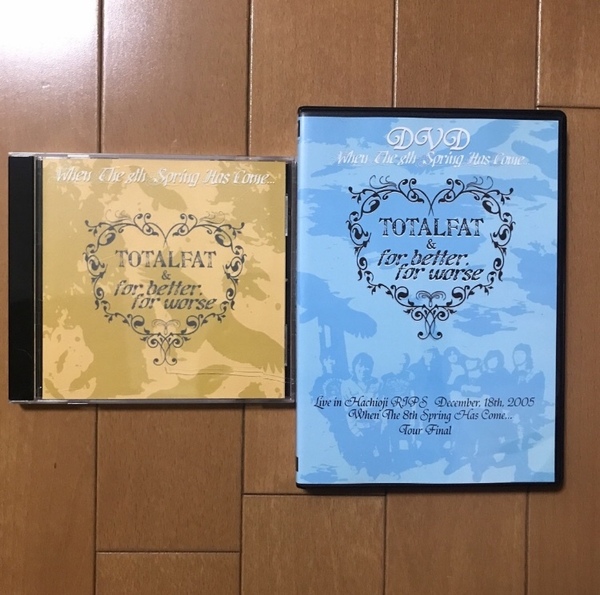 When The 8th Spring Has Come...
TOTALFAT
&
for better,
for worse
DVD
When The 8th Spring Has Come...
TOTALFAT
&
for better,
for worse
Live in Hachioji RIPS December, 18th, 2005
When The 8th Spring Has Come...
Tour Final